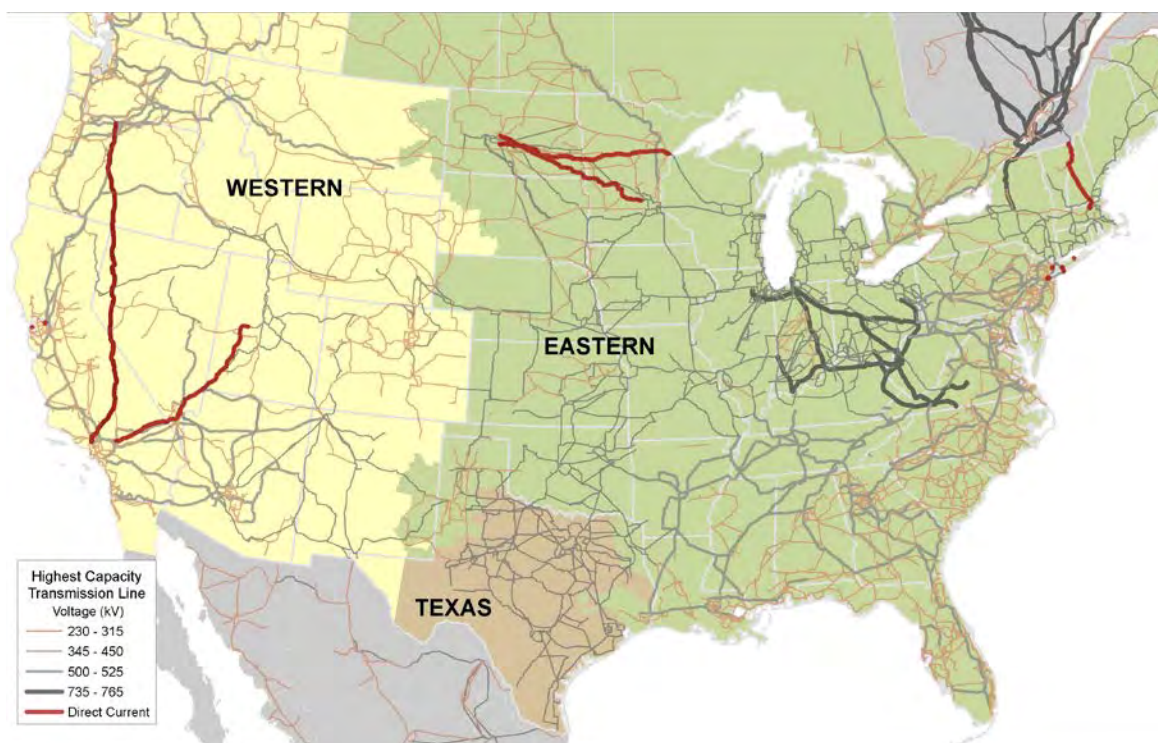 WESTERN
EASTERN
TEXAS
Highest Capacity
Transmission Line
Voltage (kV)
230 - 315
345 - 450
500 - 525
735 - 765
Direct Current